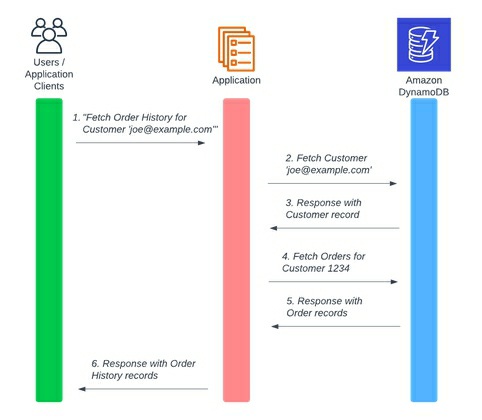 Users /
Application
Clients
Application
Amazon
DynamoDB
1. "Fetch Order History for
Customer 'joe@example.com'"
2. Fetch Customer
'joe@example.com'
3. Response with
Customer record
4. Fetch Orders for
Customer 1234
5. Response with
Order records
6. Response with Order
History records